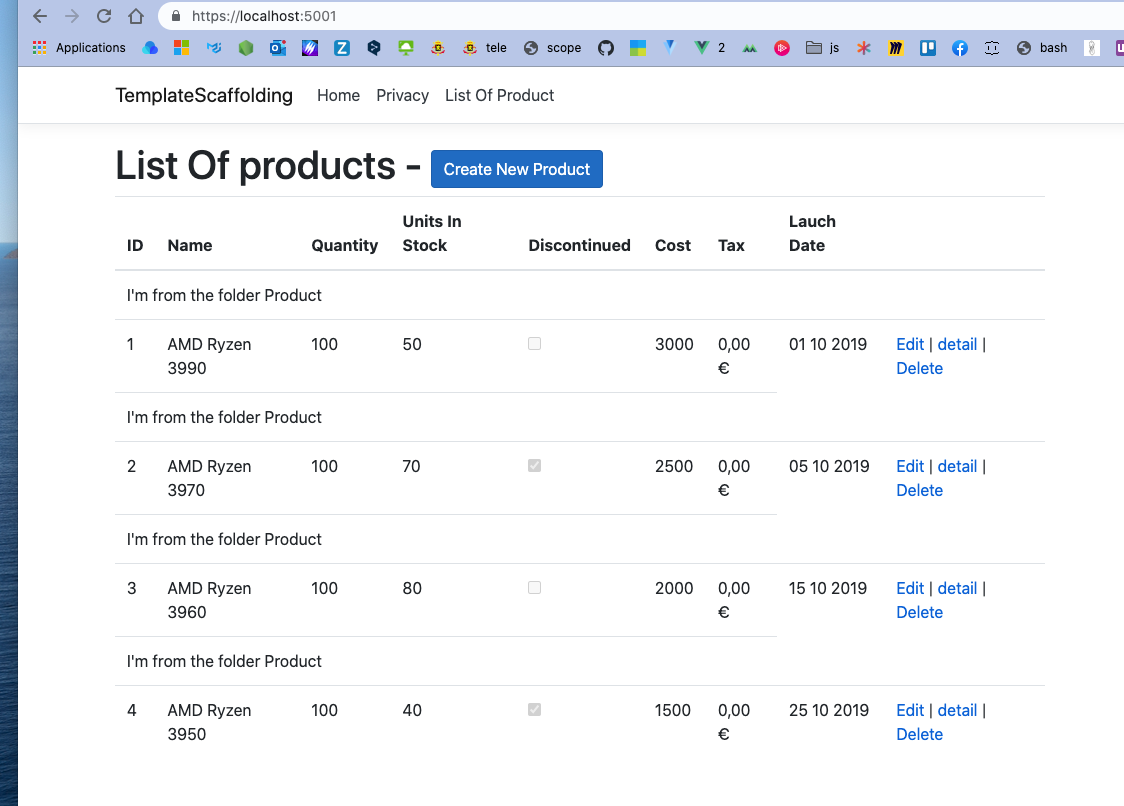 https://localhost:5001
Applications tele scope 2 js bash
TemplateScaffolding Home Privacy List Of Product
List Of products - Create New Product
Units In Lauch
ID Name Quantity Stock Discontinued Cost Tax Date
I'm from the folder Product
1 AMD Ryzen 100 50 3000 0,00 01 10 2019 Edit | detail |
3990 € Delete
I'm from the folder Product
2 AMD Ryzen 100 70 2500 0,00 05 10 2019 Edit | detail |
3970 € Delete
I'm from the folder Product
3 AMD Ryzen 100 80 2000 0,00 15 10 2019 Edit | detail |
3960 € Delete
I'm from the folder Product
4 AMD Ryzen 100 40 1500 0,00 25 10 2019 Edit | detail |
3950 € Delete